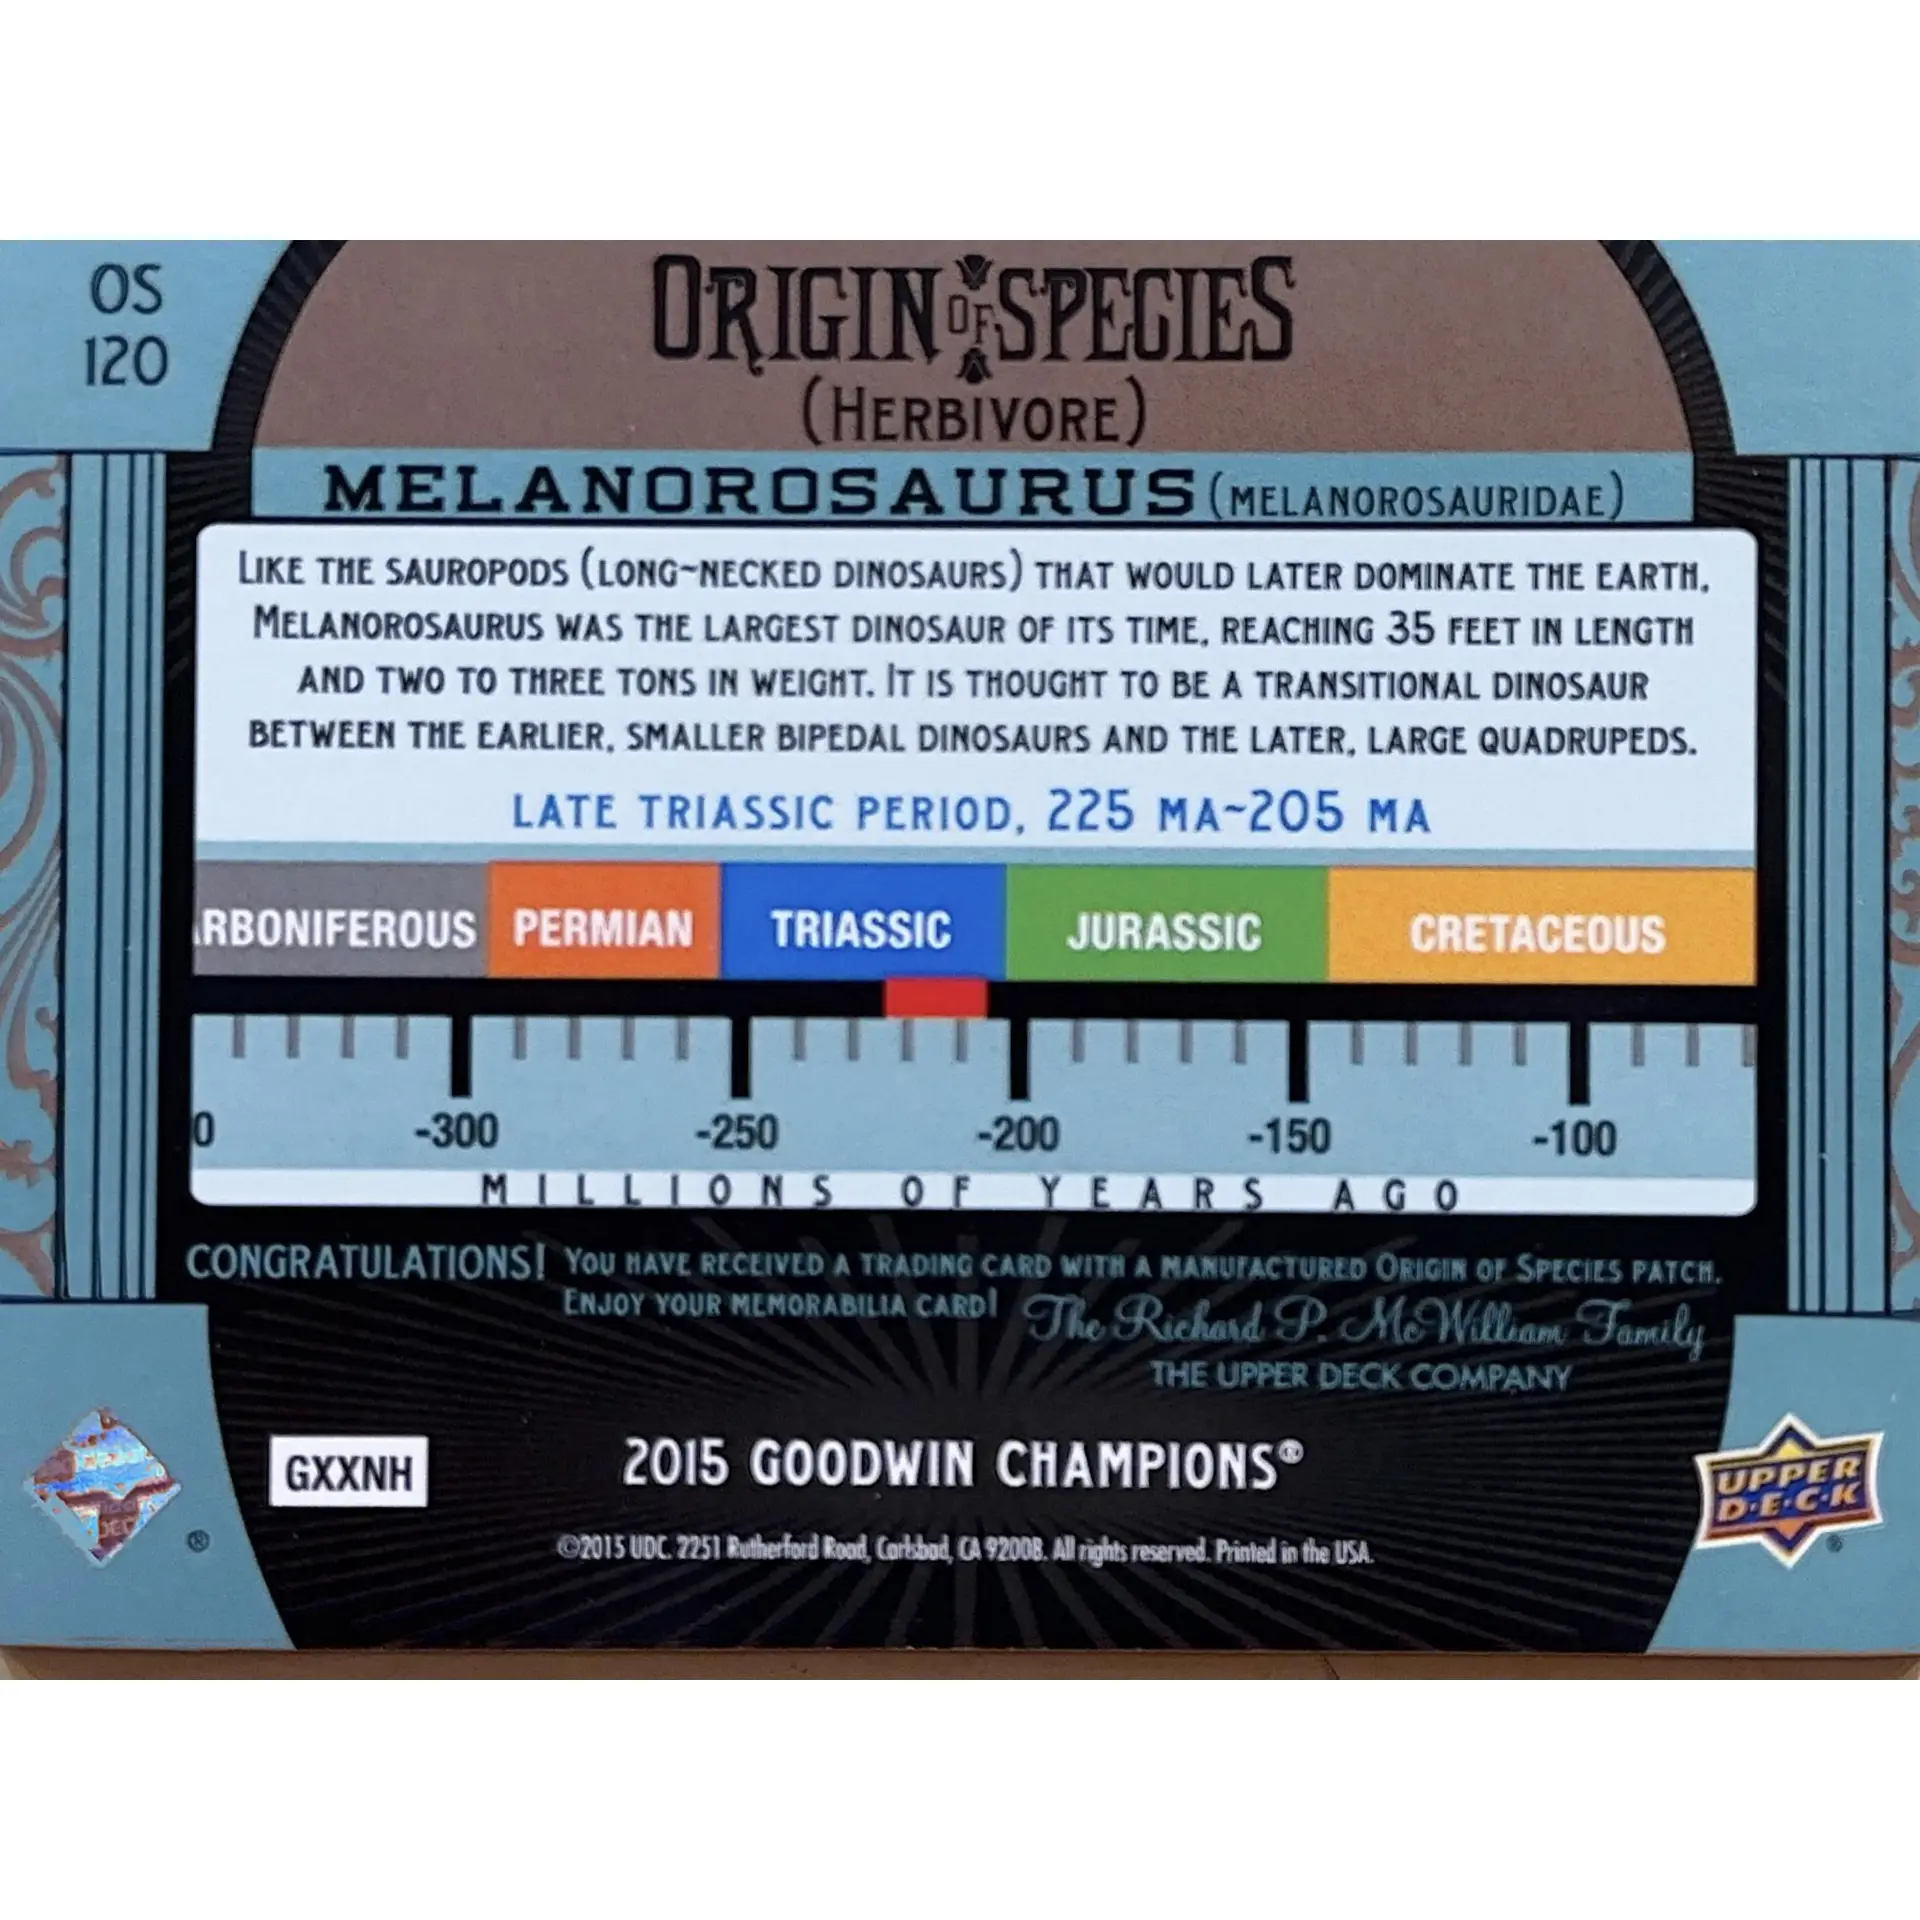 OS
120
ORIGIN OF SPECIES
(HERBIVORE)
MELANOROSAURUS (MELANOROSAURIDAE)
LIKE THE SAUROPODS (LONG~NECKED DINOSAURS) THAT WOULD LATER DOMINATE THE EARTH,
MELANOROSAURUS WAS THE LARGEST DINOSAUR OF ITS TIME, REACHING 35 FEET IN LENGTH
AND TWO TO THREE TONS IN WEIGHT. IT IS THOUGHT TO BE A TRANSITIONAL DINOSAUR
BETWEEN THE EARLIER, SMALLER BIPEDAL DINOSAURS AND THE LATER, LARGE QUADRUPEDS.
LATE TRIASSIC PERIOD, 225 MA~205 MA
RBONIFEROUS PERMIAN TRIASSIC JURASSIC CRETACEOUS
0 -300 -250 -200 -150 -100
MILLIONS OF YEARS AGO
CONGRATULATIONS! YOU HAVE RECEIVED A TRADING CARD WITH A MANUFACTURED ORIGIN OF SPECIES PATCH.
ENJOY YOUR MEMORABILIA CARD! The Richard P. McWilliam Family
THE UPPER DECK COMPANY
GXXNH
2015 GOODWIN CHAMPIONS®
UPPER
D·E·C·K
®
®
©2015 UDC. 2251 Rutherford Road, Carlsbad, CA 92008. All rights reserved. Printed in the USA.